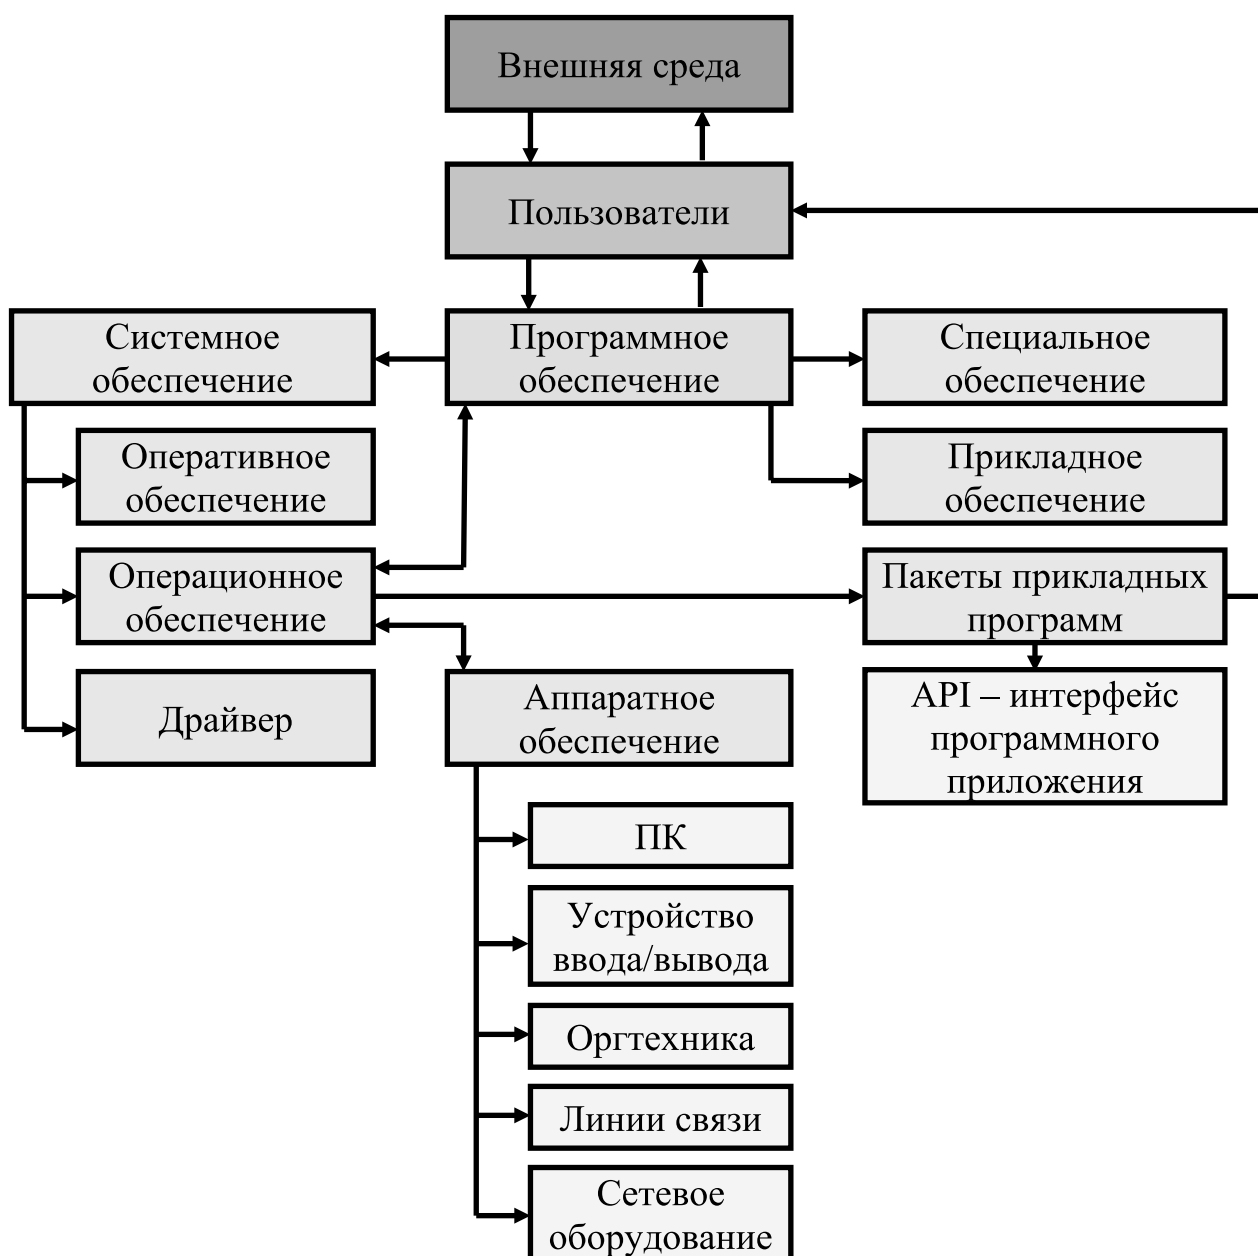 Внешняя среда
Пользователи
Системное
обеспечение
Программное
обеспечение
Специальное
обеспечение
Оперативное
обеспечение
Прикладное
обеспечение
Операционное
обеспечение
Пакеты прикладных
программ
Драйвер
Аппаратное
обеспечение
API – интерфейс
программного
приложения
ПК
Устройство
ввода/вывода
Оргтехника
Линии связи
Сетевое
оборудование